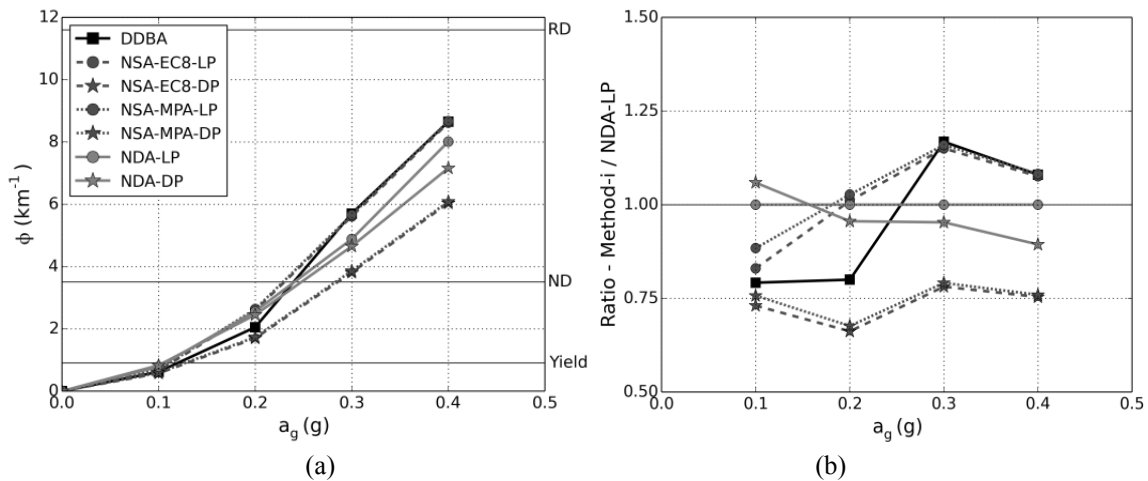 12
10
8
6
4
2
0
ϕ (km⁻¹)
DDBA
NSA-EC8-LP
NSA-EC8-DP
NSA-MPA-LP
NSA-MPA-DP
NDA-LP
NDA-DP
RD
ND
Yield
0.0 0.1 0.2 0.3 0.4 0.5
a_g (g)
(a)
1.50
1.25
1.00
0.75
0.50
Ratio - Method-i / NDA-LP
0.0 0.1 0.2 0.3 0.4 0.5
a_g (g)
(b)